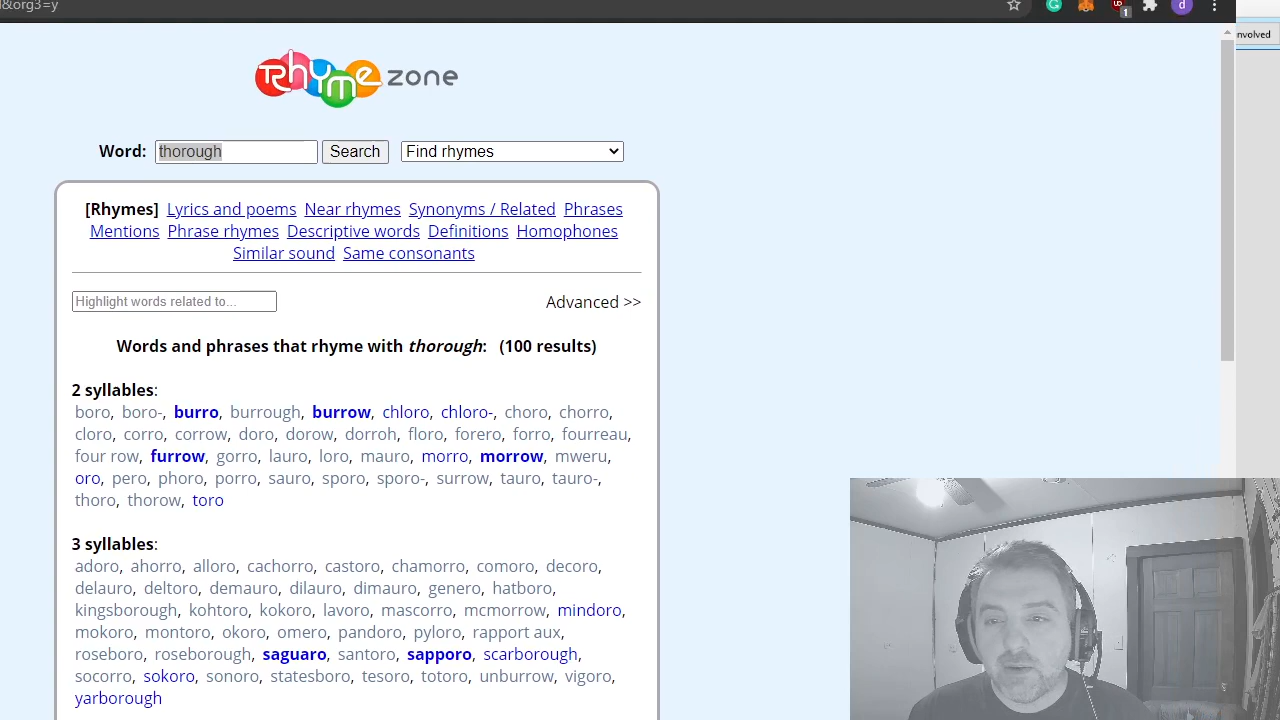 l&org3=y
1
d
nvolved
Rhyme zone
Word: thorough Search Find rhymes
[Rhymes] Lyrics and poems Near rhymes Synonyms / Related Phrases
Mentions Phrase rhymes Descriptive words Definitions Homophones
Similar sound Same consonants
Highlight words related to... Advanced >>
Words and phrases that rhyme with thorough: (100 results)
2 syllables:
boro, boro-, burro, burrough, burrow, chloro, chloro-, choro, chorro,
cloro, corro, corrow, doro, dorow, dorroh, floro, forero, forro, fourreau,
four row, furrow, gorro, lauro, loro, mauro, morro, morrow, mweru,
oro, pero, phoro, porro, sauro, sporo, sporo-, surrow, tauro, tauro-,
thoro, thorow, toro
3 syllables:
adoro, ahorro, alloro, cachorro, castoro, chamorro, comoro, decoro,
delauro, deltoro, demauro, dilauro, dimauro, genero, hatboro,
kingsborough, kohtoro, kokoro, lavoro, mascorro, mcmorrow, mindoro,
mokoro, montoro, okoro, omero, pandoro, pyloro, rapport aux,
roseboro, roseborough, saguaro, santoro, sapporo, scarborough,
socorro, sokoro, sonoro, statesboro, tesoro, totoro, unburrow, vigoro,
yarborough